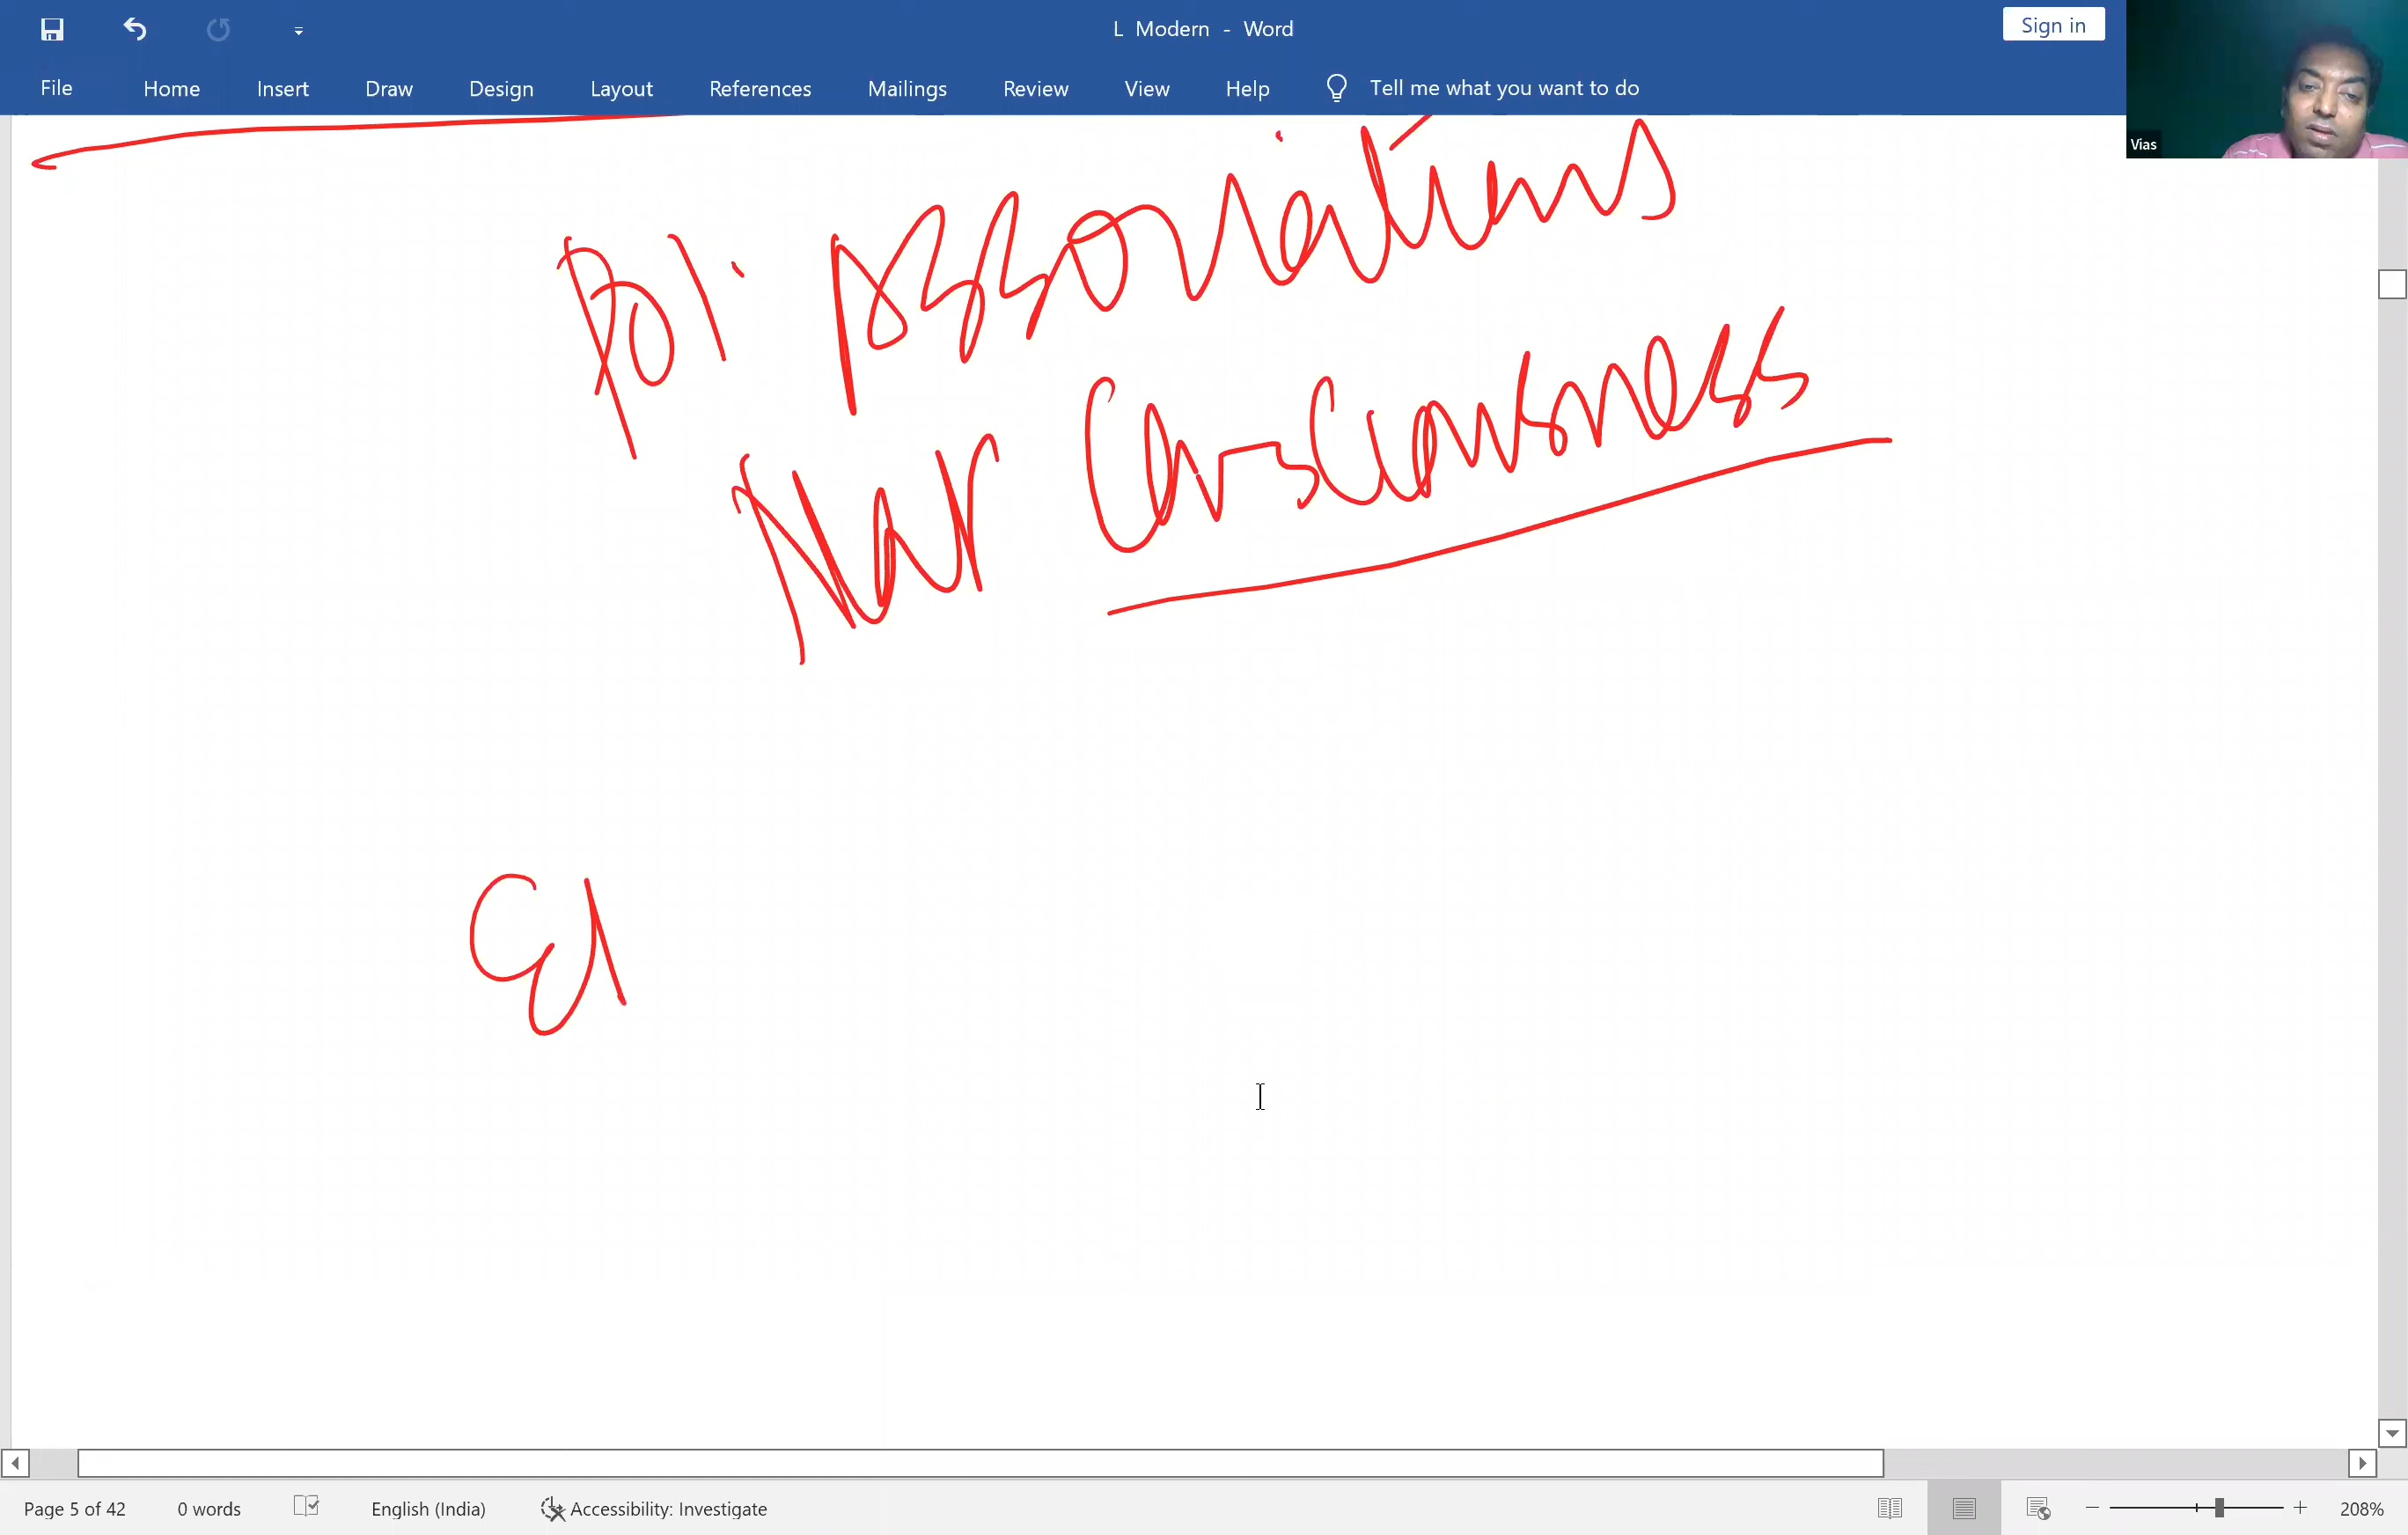 L Modern - Word
Sign in
File Home Insert Draw Design Layout References Mailings Review View Help Tell me what you want to do
Vias
Pol. Associations
Nat Consciousness
Page 5 of 42 0 words English (India) Accessibility: Investigate 208%